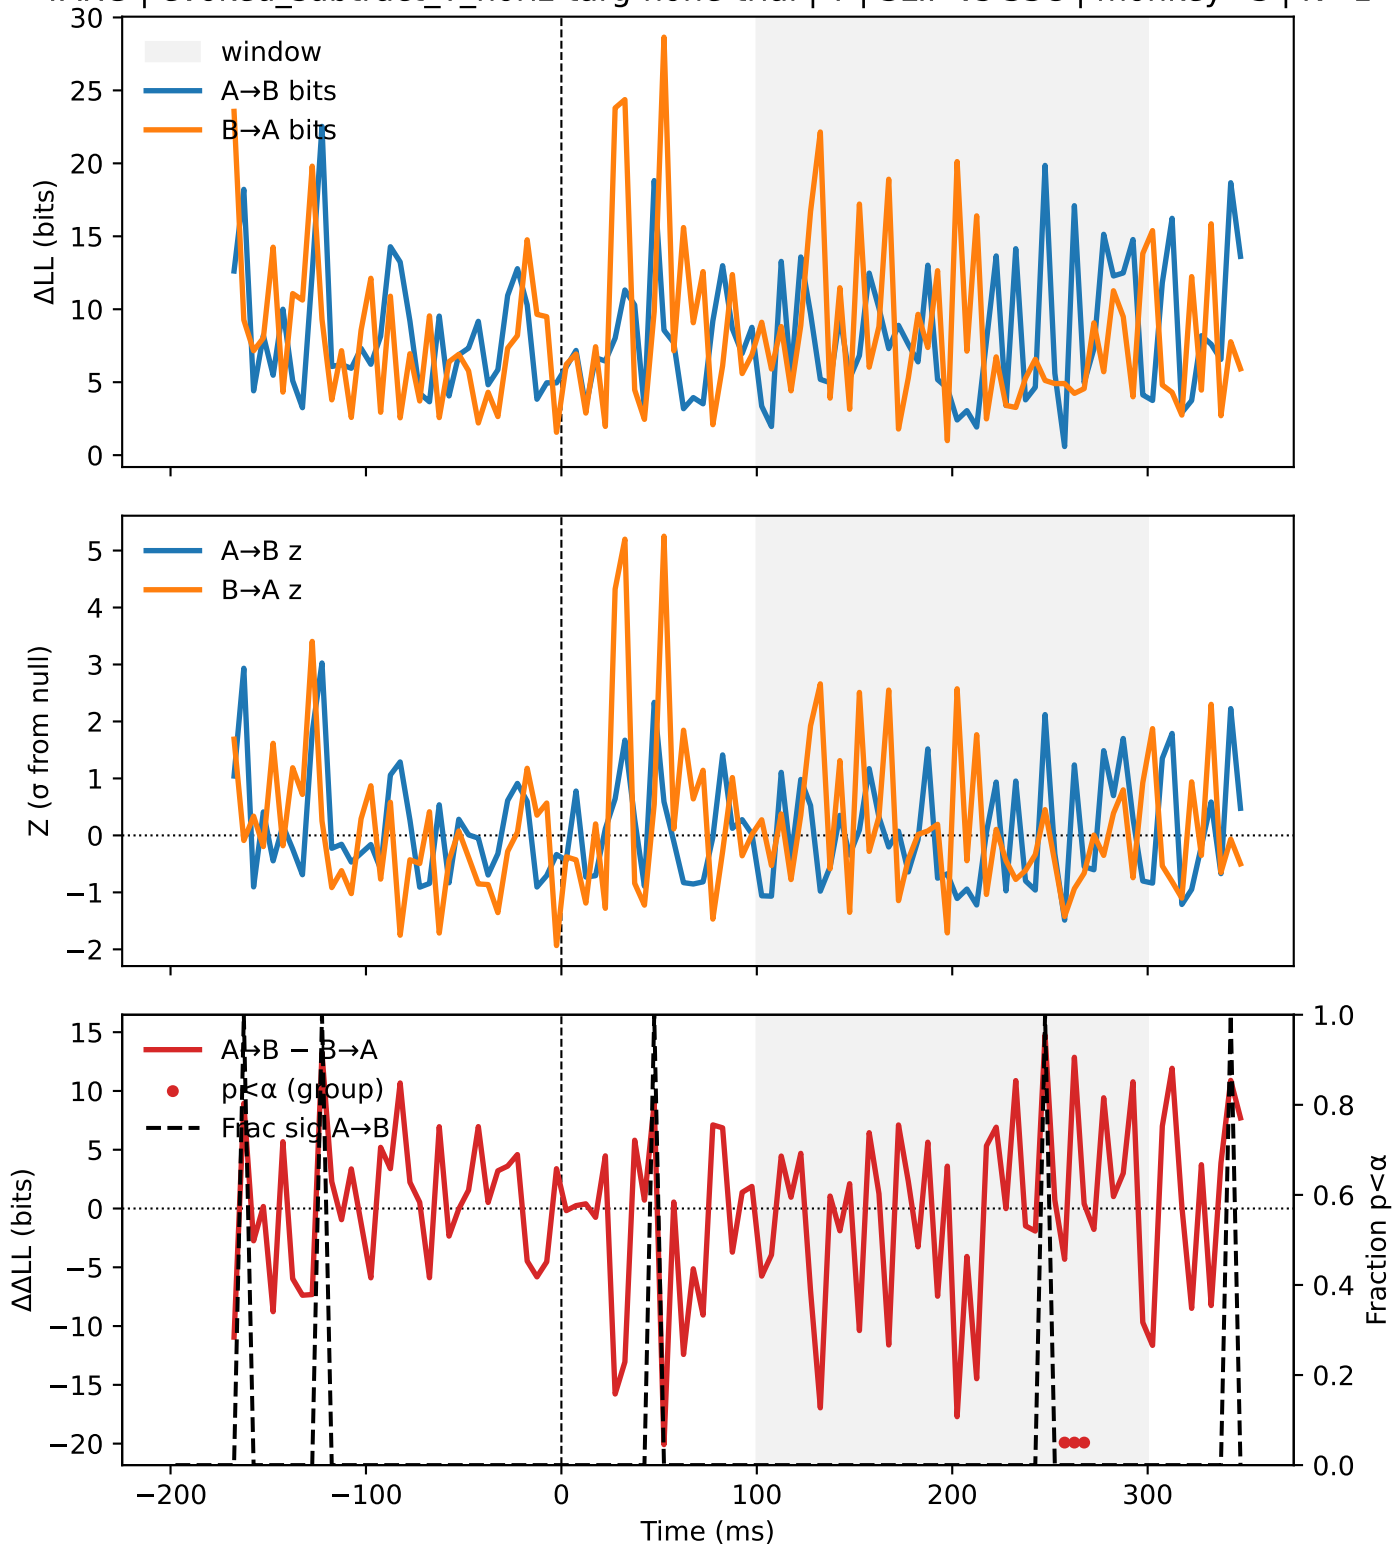 window
A→B bits
B→A bits
ΔLL (bits)
30
25
20
15
10
5
0
A→B z
B→A z
Z (σ from null)
5
4
3
2
1
0
−1
−2
A→B − B→A
p<α (group)
Frac sig A→B
ΔΔLL (bits)
15
10
5
0
−5
−10
−15
−20
1.0
0.8
0.6
0.4
0.2
0.0
Fraction p<α
−200
−100
0
100
200
300
Time (ms)